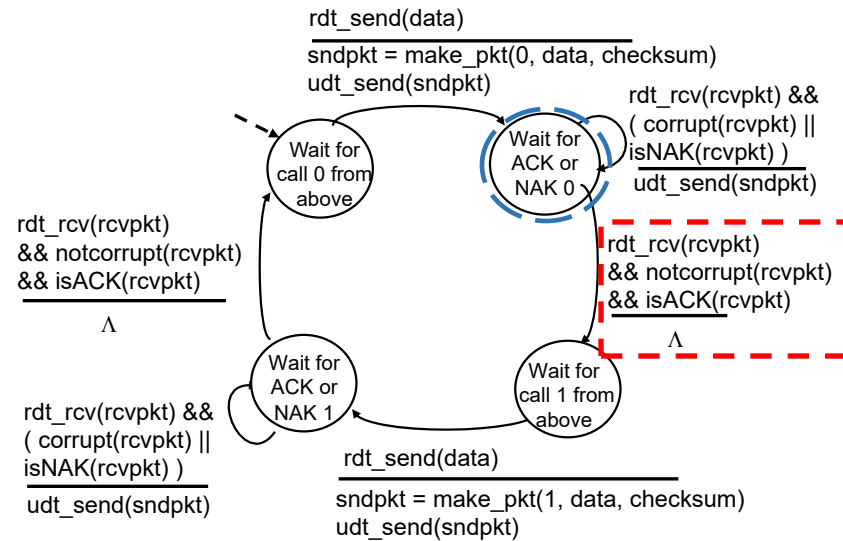 rdt_send(data)
sndpkt = make_pkt(0, data, checksum)
udt_send(sndpkt)
Wait for
call 0 from
above
Wait for
ACK or
NAK 0
rdt_rcv(rcvpkt) &&
( corrupt(rcvpkt) ||
isNAK(rcvpkt) )
udt_send(sndpkt)
rdt_rcv(rcvpkt)
&& notcorrupt(rcvpkt)
&& isACK(rcvpkt)
Λ
rdt_rcv(rcvpkt)
&& notcorrupt(rcvpkt)
&& isACK(rcvpkt)
Λ
Wait for
ACK or
NAK 1
Wait for
call 1 from
above
rdt_rcv(rcvpkt) &&
( corrupt(rcvpkt) ||
isNAK(rcvpkt) )
udt_send(sndpkt)
rdt_send(data)
sndpkt = make_pkt(1, data, checksum)
udt_send(sndpkt)